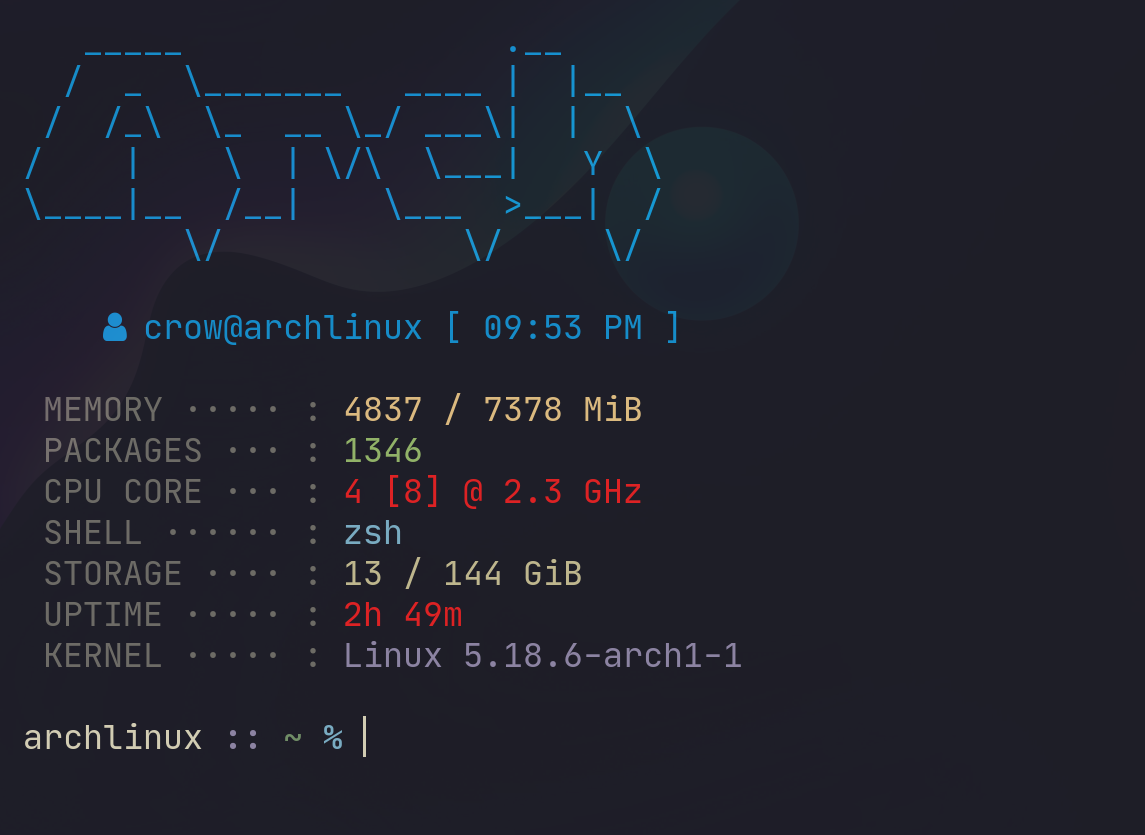 Arch
crow@archlinux [ 09:53 PM ]
MEMORY ····· : 4837 / 7378 MiB
PACKAGES ··· : 1346
CPU CORE ··· : 4 [8] @ 2.3 GHz
SHELL ······ : zsh
STORAGE ···· : 13 / 144 GiB
UPTIME ····· : 2h 49m
KERNEL ····· : Linux 5.18.6-arch1-1
archlinux :: ~ %